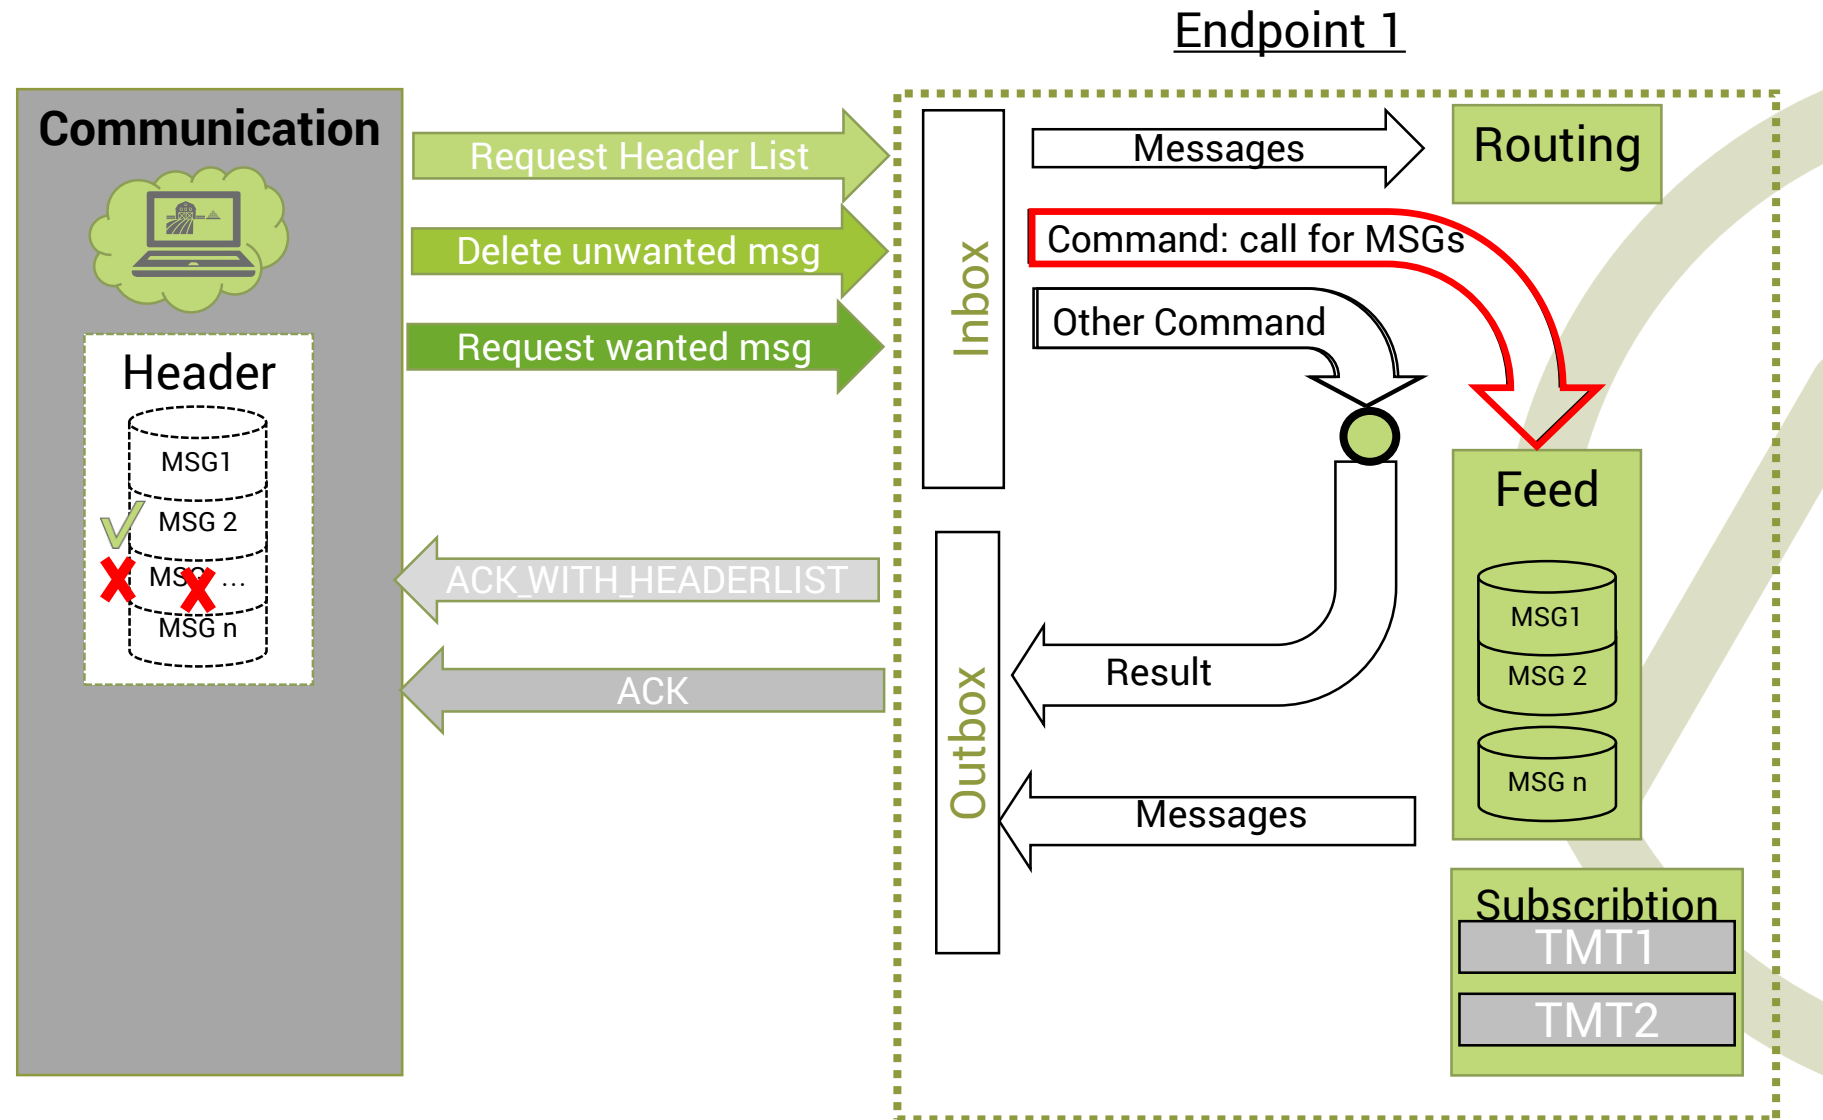 Endpoint 1
Communication
Request Header List
Delete unwanted msg
Request wanted msg
Header
MSG1
MSG 2
MSG ...
MSG n
ACK_WITH_HEADERLIST
ACK
Inbox
Messages
Routing
Command: call for MSGs
Other Command
Feed
MSG1
MSG 2
MSG n
Outbox
Result
Messages
Subscribtion
TMT1
TMT2